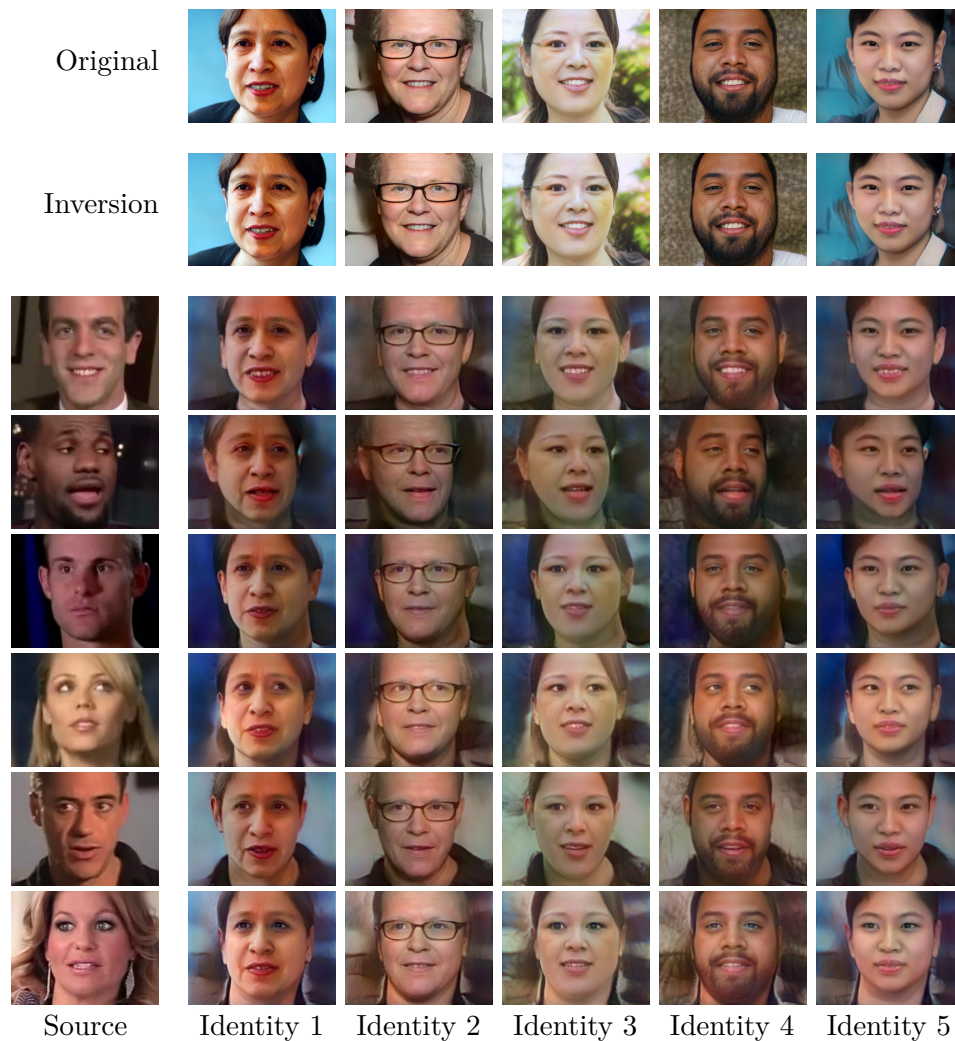 Original
Inversion
Source
Identity 1
Identity 2
Identity 3
Identity 4
Identity 5